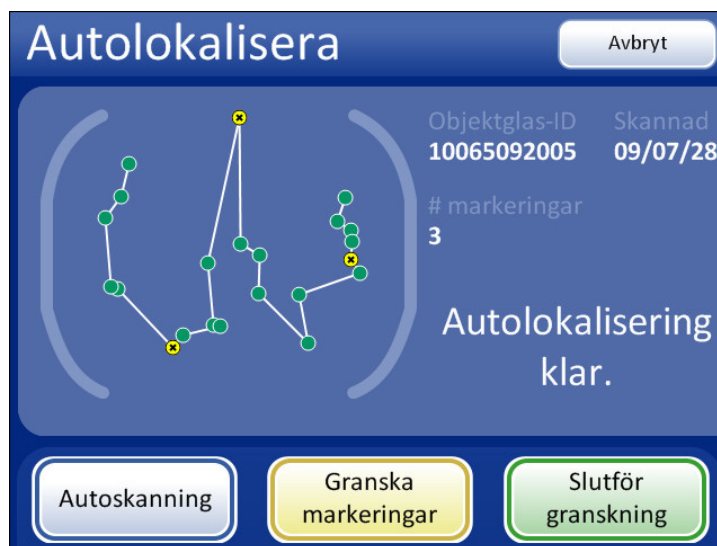 Autolokalisera
Avbryt
Objektglas-ID
Skannad
10065092005
09/07/28
# markeringar
3
Autolokalisering
klar.
Autoskanning
Granska
markeringar
Slutför
granskning